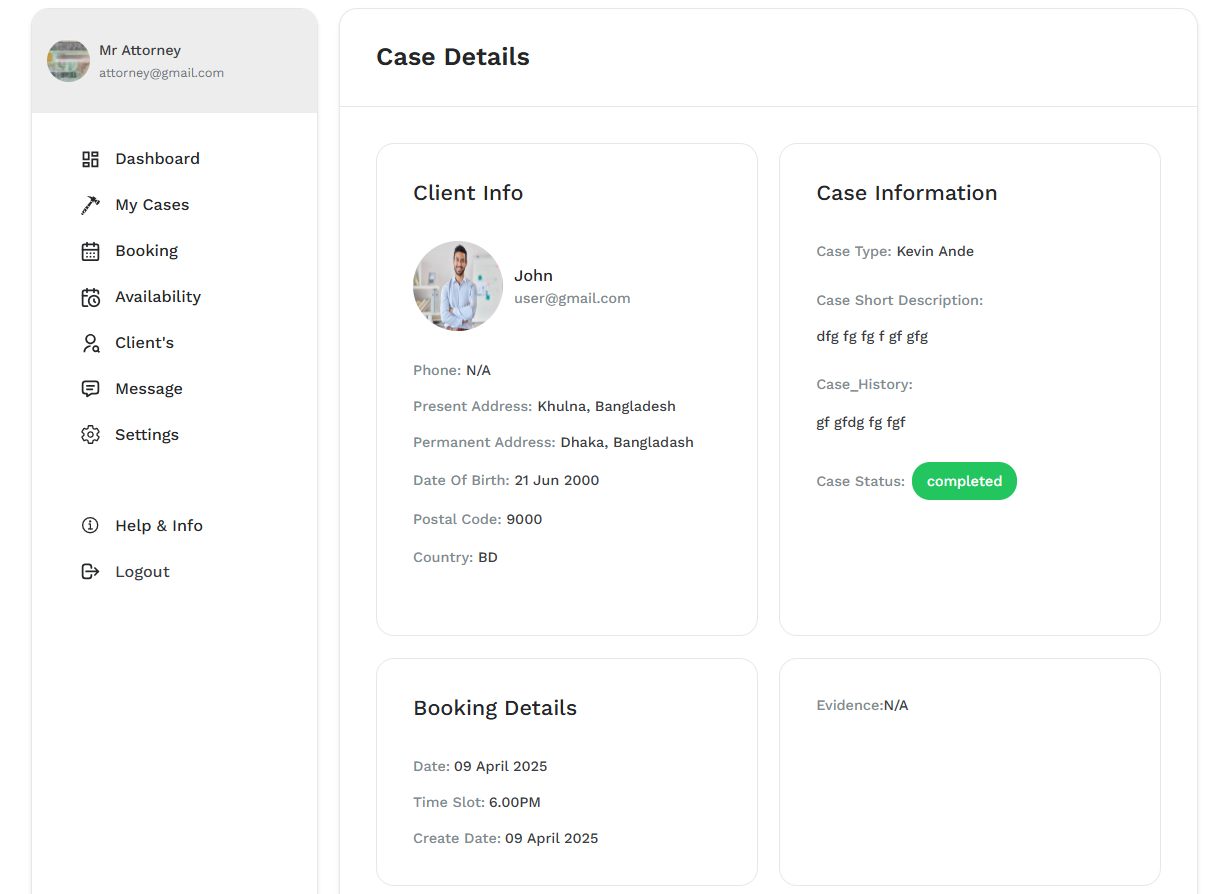 Mr Attorney
attorney@gmail.com
Dashboard
My Cases
Booking
Availability
Client's
Message
Settings
Help & Info
Logout
Case Details
Client Info
John
user@gmail.com
Phone: N/A
Present Address: Khulna, Bangladesh
Permanent Address: Dhaka, Bangladash
Date Of Birth: 21 Jun 2000
Postal Code: 9000
Country: BD
Case Information
Case Type: Kevin Ande
Case Short Description:
dfg fg fg f gf gfg
Case_History:
gf gfdg fg fgf
Case Status: completed
Booking Details
Date: 09 April 2025
Time Slot: 6.00PM
Create Date: 09 April 2025
Evidence:N/A